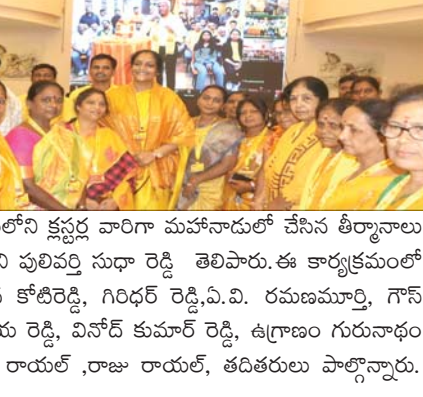 లోని క్లస్టర్ల వారిగా మహానాడులో చేసిన తీర్మానాలు
ని పులివర్తి సుధా రెడ్డి తెలిపారు.ఈ కార్యక్రమంలో
కోటిరెడ్డి, గిరిధర్ రెడ్డి,ఏ.వి. రమణమూర్తి, గౌస్
య రెడ్డి, వినోద్ కుమార్ రెడ్డి, ఉగ్రాణం గురునాథం
రాయల్ ,రాజు రాయల్, తదితరులు పాల్గొన్నారు.